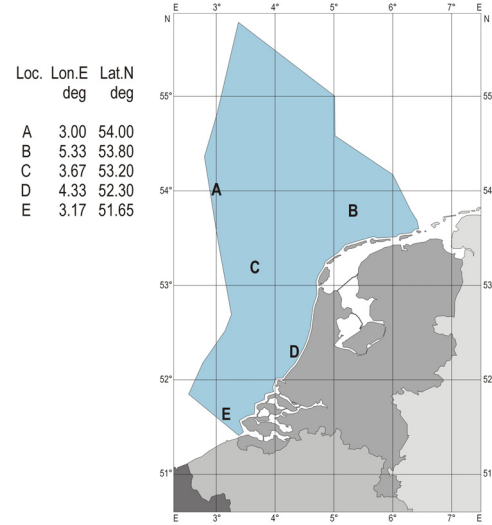 E 3° 4° 5° 6° 7° E
N N
Loc. Lon.E Lat.N
deg deg
A 3.00 54.00
B 5.33 53.80
C 3.67 53.20
D 4.33 52.30
E 3.17 51.65
55° 55
54° 54
A
B
C
53° 53
D
52° 52
E
51° 51
N N
E 3° 4° 5° 6° 7° E